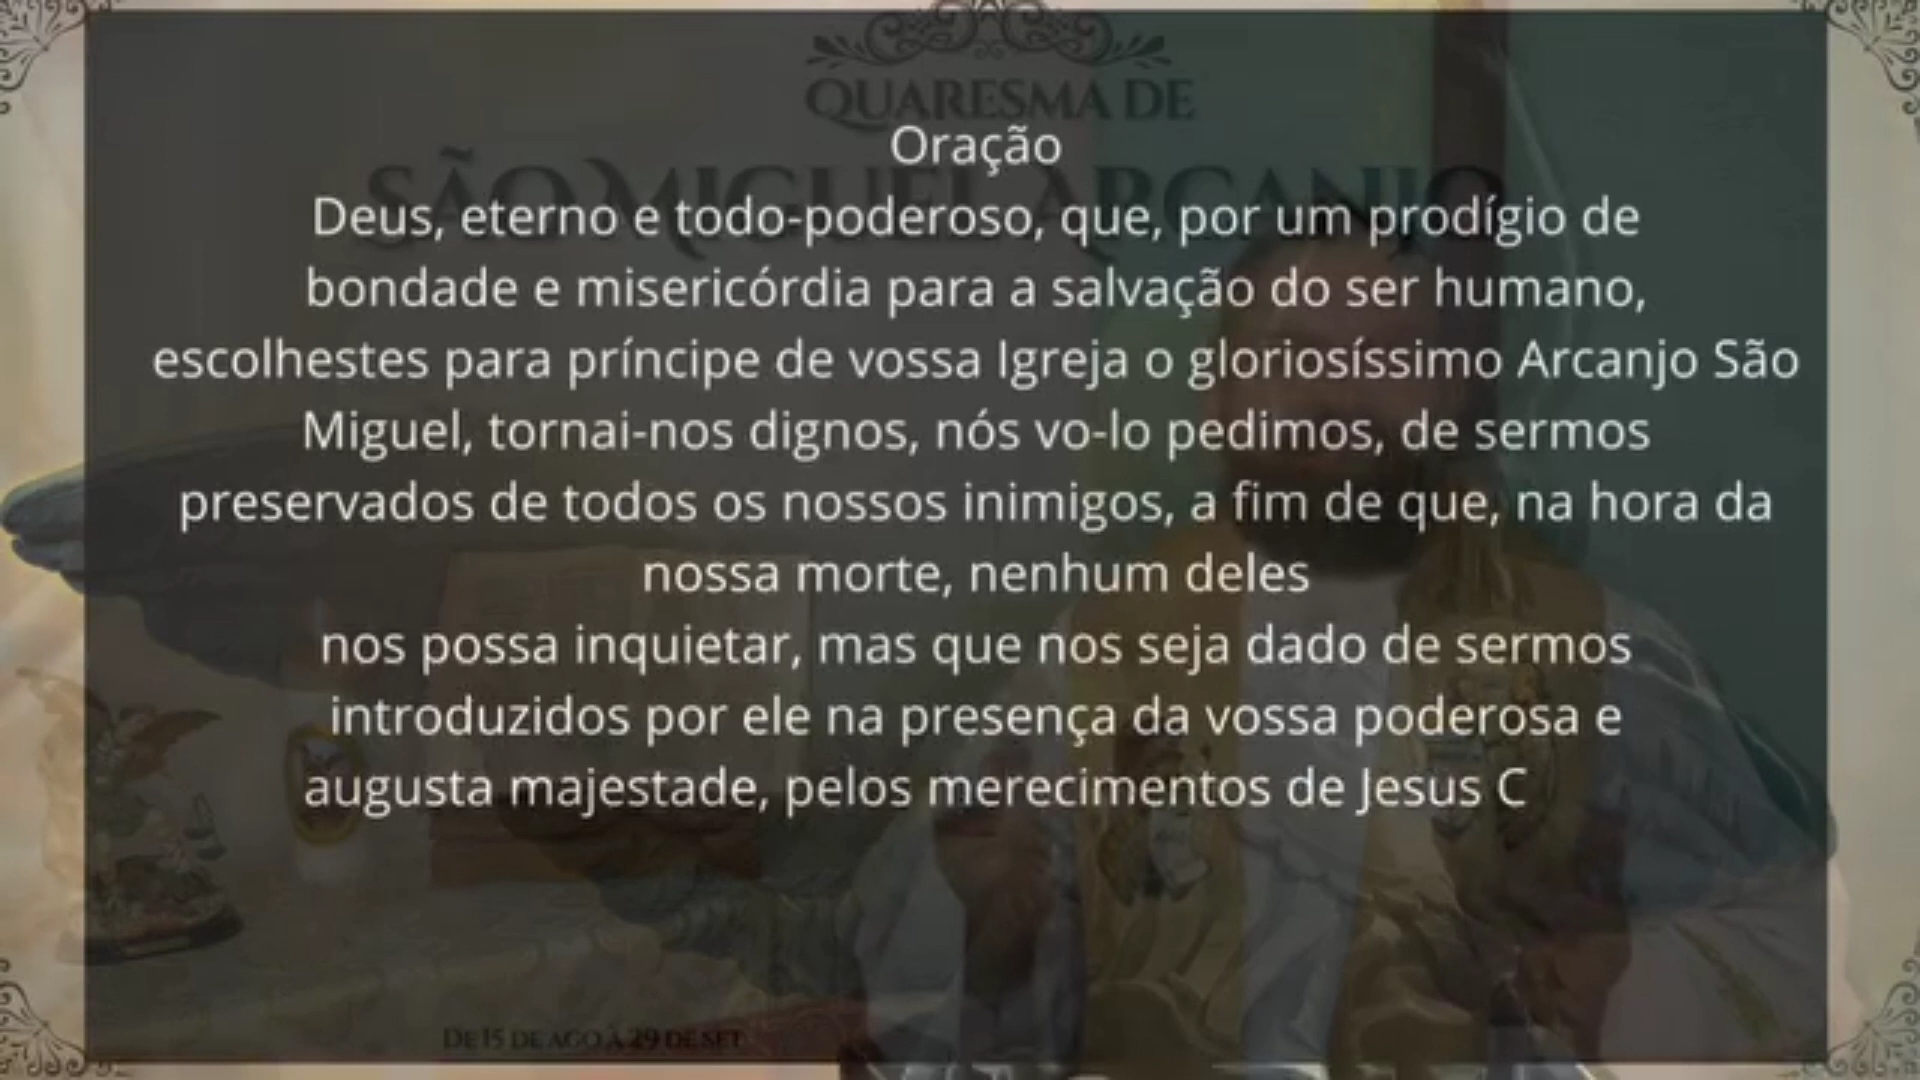 QUARESMA DE
SÃO MIGUEL ARCANJO
Oração
Deus, eterno e todo-poderoso, que, por um prodígio de
bondade e misericórdia para a salvação do ser humano,
escolhestes para príncipe de vossa Igreja o gloriosíssimo Arcanjo São
Miguel, tornai-nos dignos, nós vo-lo pedimos, de sermos
preservados de todos os nossos inimigos, a fim de que, na hora da
nossa morte, nenhum deles
nos possa inquietar, mas que nos seja dado de sermos
introduzidos por ele na presença da vossa poderosa e
augusta majestade, pelos merecimentos de Jesus C
DE 15 DE AGO À 29 DE SET